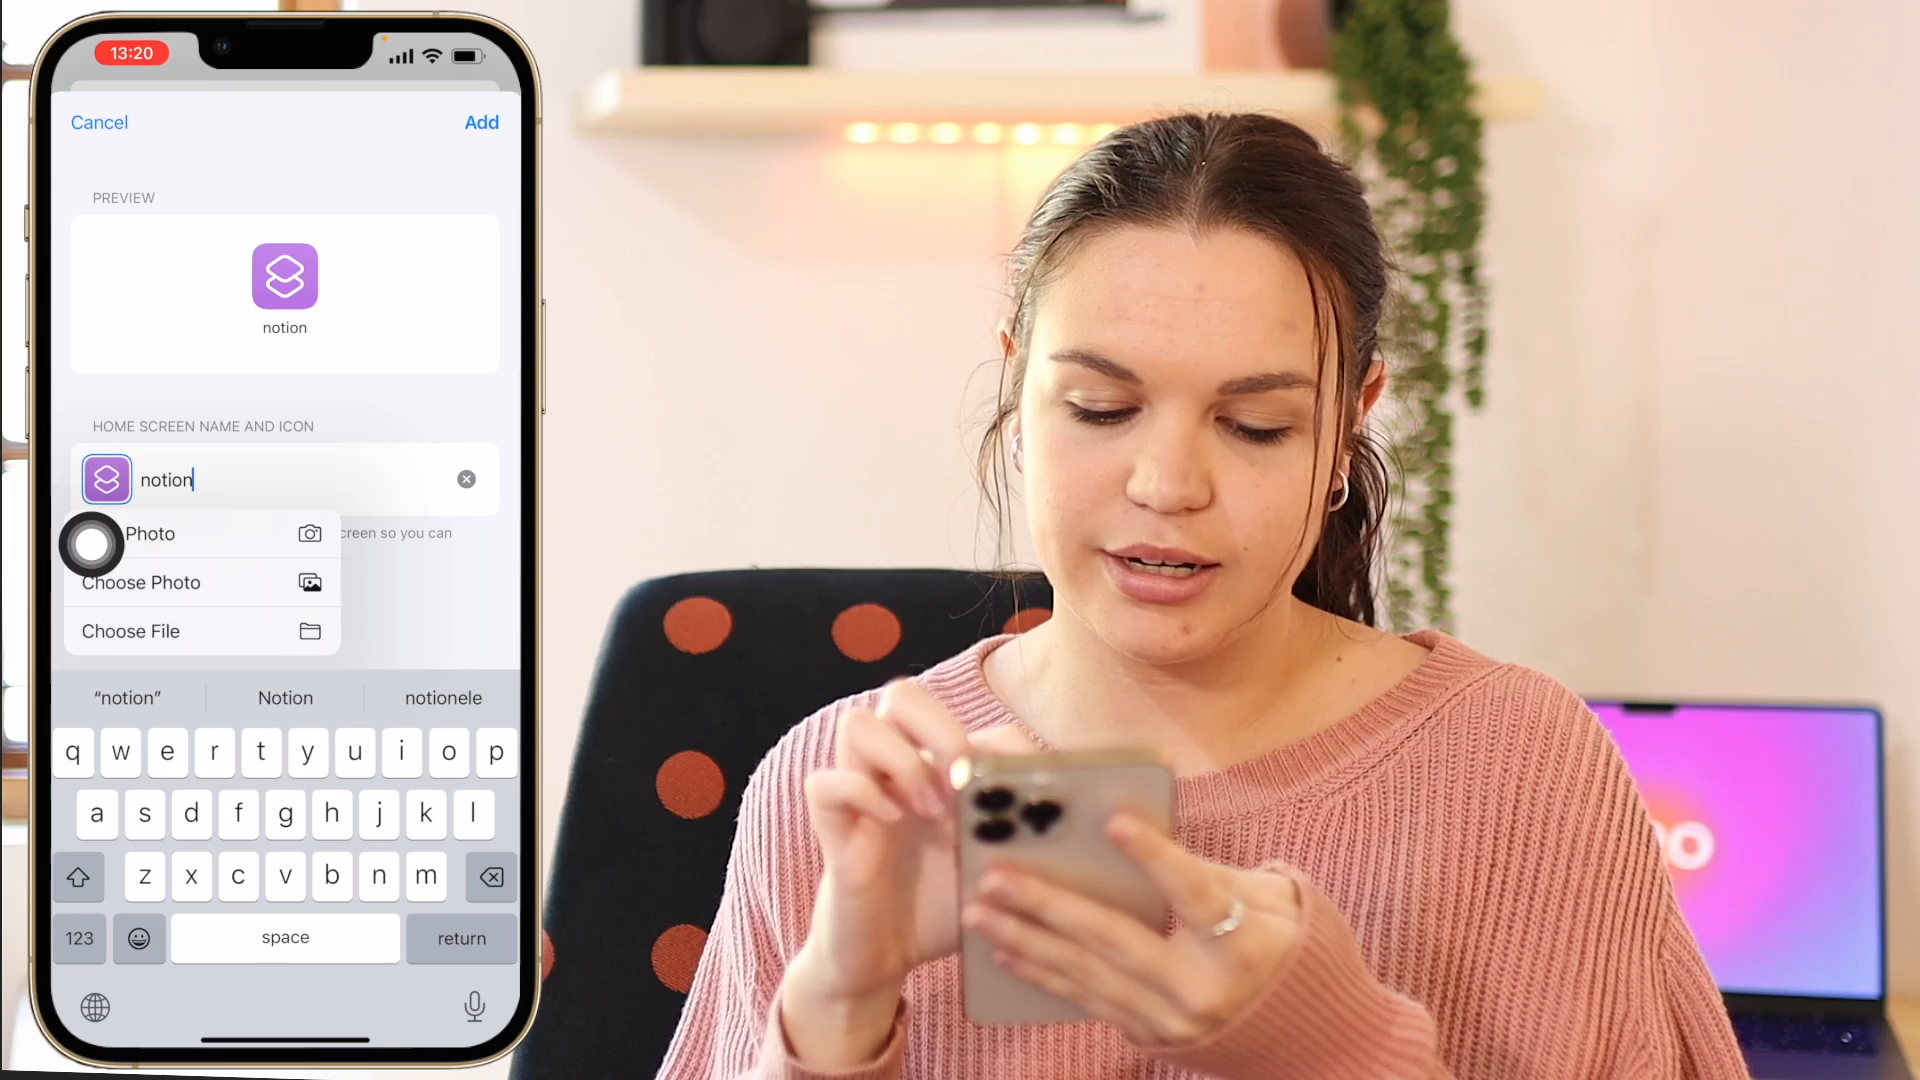 13:20
Cancel
Add
PREVIEW
notion
HOME SCREEN NAME AND ICON
notion
Photo
creen so you can
Choose Photo
Choose File
“notion”
Notion
notionele
q w e r t y u i o p
a s d f g h j k l
z x c v b n m
123
space
return